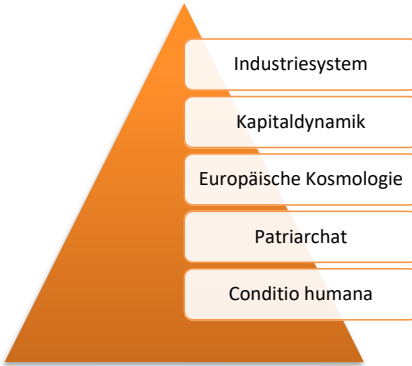 Industriesystem
Kapitaldynamik
Europäische Kosmologie
Patriarchat
Conditio humana